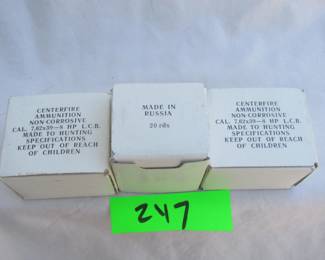 CENTERFIRE
AMMUNITION
NON-CORROSIVE
CAL. 7,62x39—8 HP L.C.B.
MADE TO HUNTING
SPECIFICATIONS
KEEP OUT OF REACH
OF CHILDREN
MADE IN
RUSSIA
20 rds
CENTERFIRE
AMMUNITION
NON-CORROSIVE
CAL. 7,62x39—8 HP L.C.B.
MADE TO HUNTING
SPECIFICATIONS
KEEP OUT OF REACH
OF CHILDREN
247